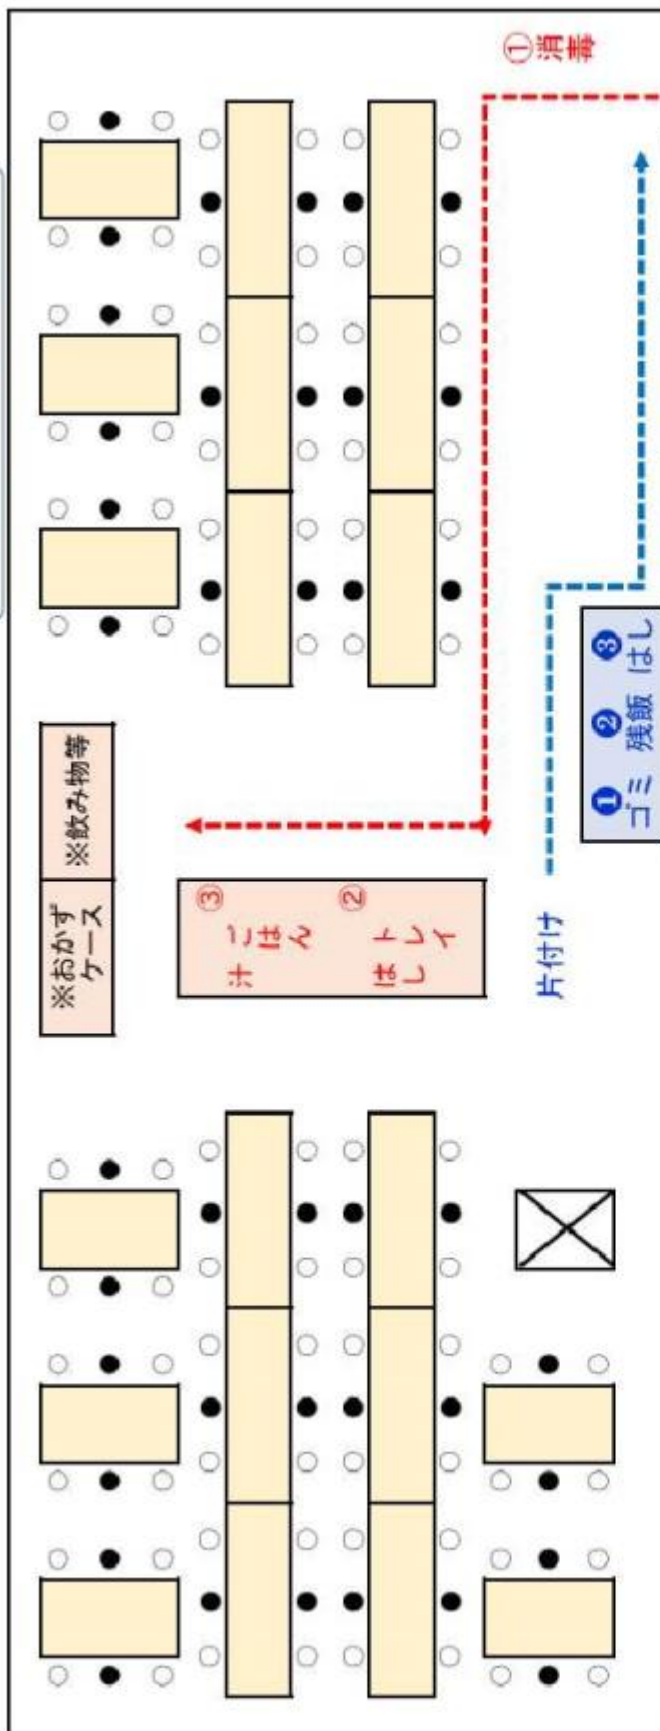 ①消毒
※おかず
ケース
※飲み物等
③
汁 ごはん
②
はし トレイ
片付け
❶ ❷ ❸
ゴミ 残飯 はし